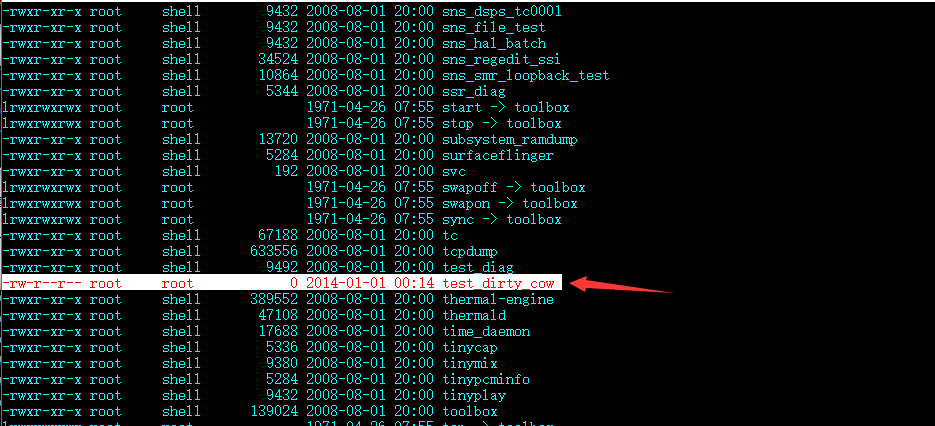 -rwxr-xr-x root     shell        9432 2008-08-01 20:00 sns_dsps_tc0001
-rwxr-xr-x root     shell        9432 2008-08-01 20:00 sns_file_test
-rwxr-xr-x root     shell        9432 2008-08-01 20:00 sns_hal_batch
-rwxr-xr-x root     shell       34524 2008-08-01 20:00 sns_regedit_ssi
-rwxr-xr-x root     shell       10864 2008-08-01 20:00 sns_smr_loopback_test
-rwxr-xr-x root     shell        5344 2008-08-01 20:00 ssr_diag
lrwxrwxrwx root     root              1971-04-26 07:55 start -> toolbox
lrwxrwxrwx root     root              1971-04-26 07:55 stop -> toolbox
-rwxr-xr-x root     shell       13720 2008-08-01 20:00 subsystem_ramdump
-rwxr-xr-x root     shell        5284 2008-08-01 20:00 surfaceflinger
-rwxr-xr-x root     shell         192 2008-08-01 20:00 svc
lrwxrwxrwx root     root              1971-04-26 07:55 swapoff -> toolbox
lrwxrwxrwx root     root              1971-04-26 07:55 swapon -> toolbox
lrwxrwxrwx root     root              1971-04-26 07:55 sync -> toolbox
-rwxr-xr-x root     shell       67188 2008-08-01 20:00 tc
-rwxr-xr-x root     shell      633556 2008-08-01 20:00 tcpdump
-rwxr-xr-x root     shell        9492 2008-08-01 20:00 test_diag
-rw-r--r-- root     root            0 2014-01-01 00:14 test_dirty_cow
-rwxr-xr-x root     shell      389552 2008-08-01 20:00 thermal-engine
-rwxr-xr-x root     shell       47108 2008-08-01 20:00 thermald
-rwxr-xr-x root     shell       17688 2008-08-01 20:00 time_daemon
-rwxr-xr-x root     shell        5336 2008-08-01 20:00 tinycap
-rwxr-xr-x root     shell        9380 2008-08-01 20:00 tinymix
-rwxr-xr-x root     shell        5284 2008-08-01 20:00 tinypcminfo
-rwxr-xr-x root     shell        9432 2008-08-01 20:00 tinyplay
-rwxr-xr-x root     shell      139024 2008-08-01 20:00 toolbox